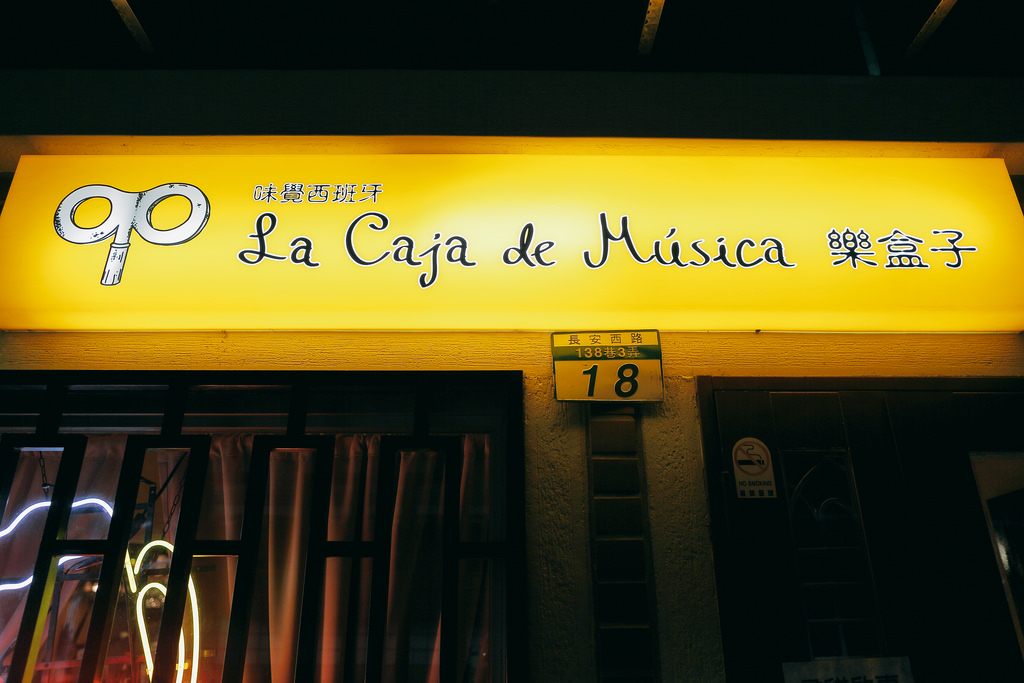 味覺西班牙
La Caja de Música 樂盒子
長安西路
138巷3弄
18
NO SMOKING